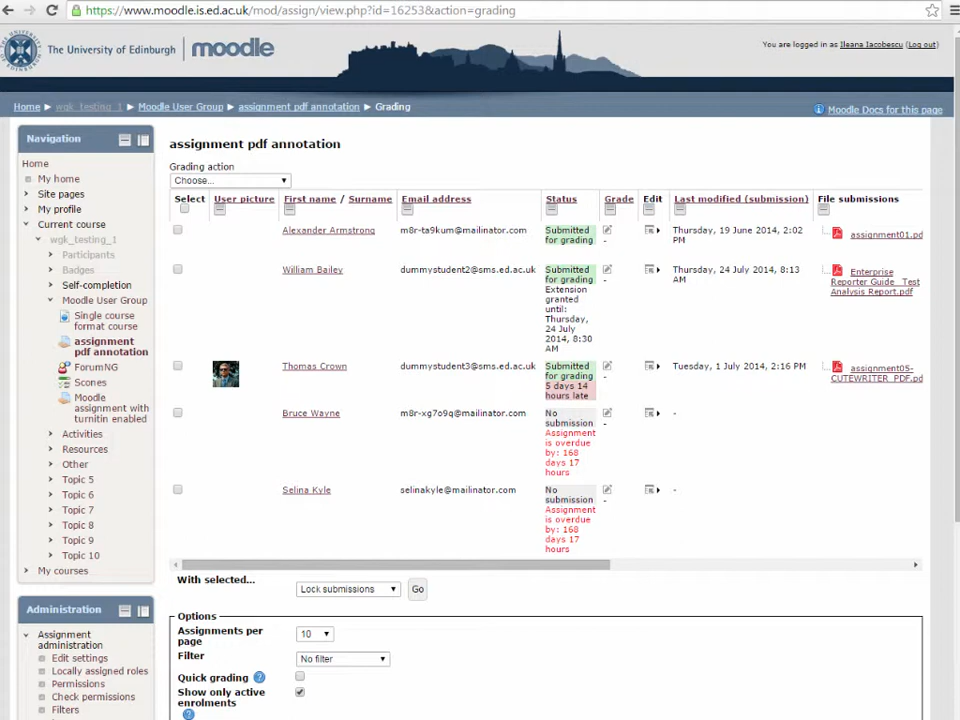 https://www.moodle.is.ed.ac.uk/mod/assign/view.php?id=16253&action=grading
The University of Edinburgh moodle
You are logged in as Ileana Iacobescu (Log out)
Home ► wgk_testing_1 ► Moodle User Group ► assignment pdf annotation ► Grading
Moodle Docs for this page
Navigation
Home
My home
Site pages
My profile
Current course
wgk_testing_1
Participants
Badges
Self-completion
Moodle User Group
Single course
format course
assignment
pdf annotation
ForumNG
Scones
Moodle
assignment with
turnitin enabled
Activities
Resources
Other
Topic 5
Topic 6
Topic 7
Topic 8
Topic 9
Topic 10
My courses
Administration
Assignment
administration
Edit settings
Locally assigned roles
Permissions
Check permissions
Filters
assignment pdf annotation
Grading action
Choose...
Select User picture First name / Surname Email address Status Grade Edit Last modified (submission) File submissions
Alexander Armstrong m8r-ta9kum@mailinator.com Submitted Thursday, 19 June 2014, 2:02 assignment01.pd
for grading - PM
William Bailey dummystudent2@sms.ed.ac.uk Submitted Thursday, 24 July 2014, 8:13 Enterprise
for grading - AM Reporter Guide_ Test
Extension Analysis Report.pdf
granted
until:
Thursday,
24 July
2014, 8:30
AM
Thomas Crown dummystudent3@sms.ed.ac.uk Submitted Tuesday, 1 July 2014, 2:16 PM assignment05-
for grading - CUTEWRITER_PDF.pd
5 days 14
hours late
Bruce Wayne m8r-xg7o9q@mailinator.com No -
submission -
Assignment
is overdue
by: 168
days 17
hours
Selina Kyle selinakyle@mailinator.com No -
submission -
Assignment
is overdue
by: 168
days 17
hours
With selected...
Lock submissions Go
Options
Assignments per
page 10
Filter No filter
Quick grading
Show only active
enrolments